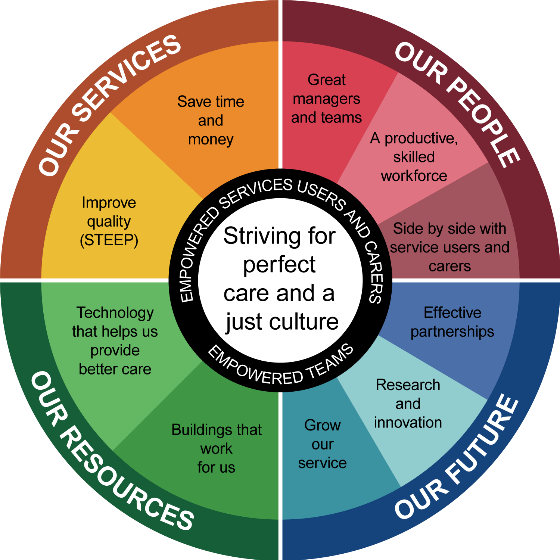 OUR SERVICES
Save time
and
money
Improve
quality
(STEEP)
OUR PEOPLE
Great
managers
and teams
A productive,
skilled
workforce
Side by side with
service users and
carers
EMPOWERED SERVICES USERS AND CARERS
Striving for
perfect
care and a
just culture
EMPOWERED TEAMS
Technology
that helps us
provide
better care
Buildings that
work
for us
OUR RESOURCES
Effective
partnerships
Research
and
innovation
Grow
our
service
OUR FUTURE